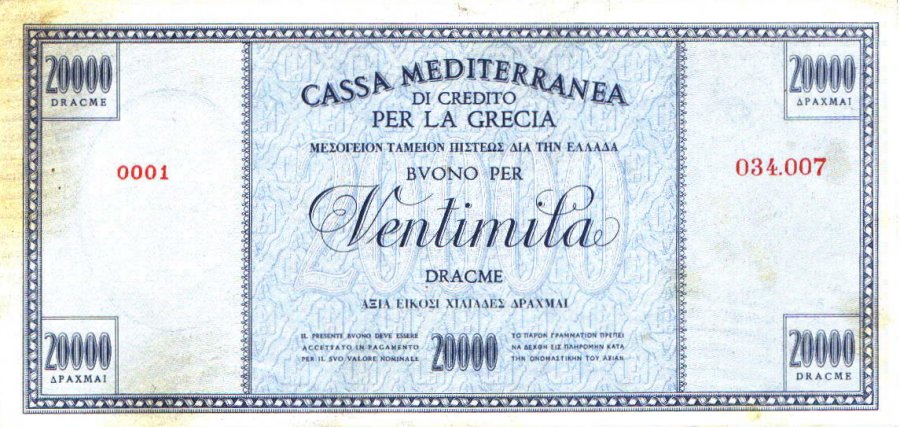 20000
DRACME
20000
ΔΡΑΧΜΑΙ
CASSA MEDITERRANEA
DI CREDITO
PER LA GRECIA
ΜΕΣΟΓΕΙΟΝ ΤΑΜΕΙΟΝ ΠΙΣΤΕΩΣ ΔΙΑ ΤΗΝ ΕΛΛΑΔΑ
0001
034.007
BVONO PER
Ventimila
20000
DRACME
ΑΞΙΑ ΕΙΚΟΣΙ ΧΙΛΙΑΔΕΣ ΔΡΑΧΜΑΙ
IL PRESENTE BVONO DEVE ESSERE
ACCETTATO IN PAGAMENTO
PER IL SVO VALORE NOMINALE
20000
ΤΟ ΠΑΡΟΝ ΓΡΑΜΜΑΤΙΟΝ ΠΡΕΠΕΙ
ΝΑ ΔΕΧΘΗ ΕΙΣ ΠΛΗΡΟΜΗΝ ΚΑΤΑ
ΤΗΝ ΟΝΟΜΑΣΤΙΚΗΝ ΤΟΥ ΑΞΙΑΝ
20000
ΔΡΑΧΜΑΙ
20000
DRACME